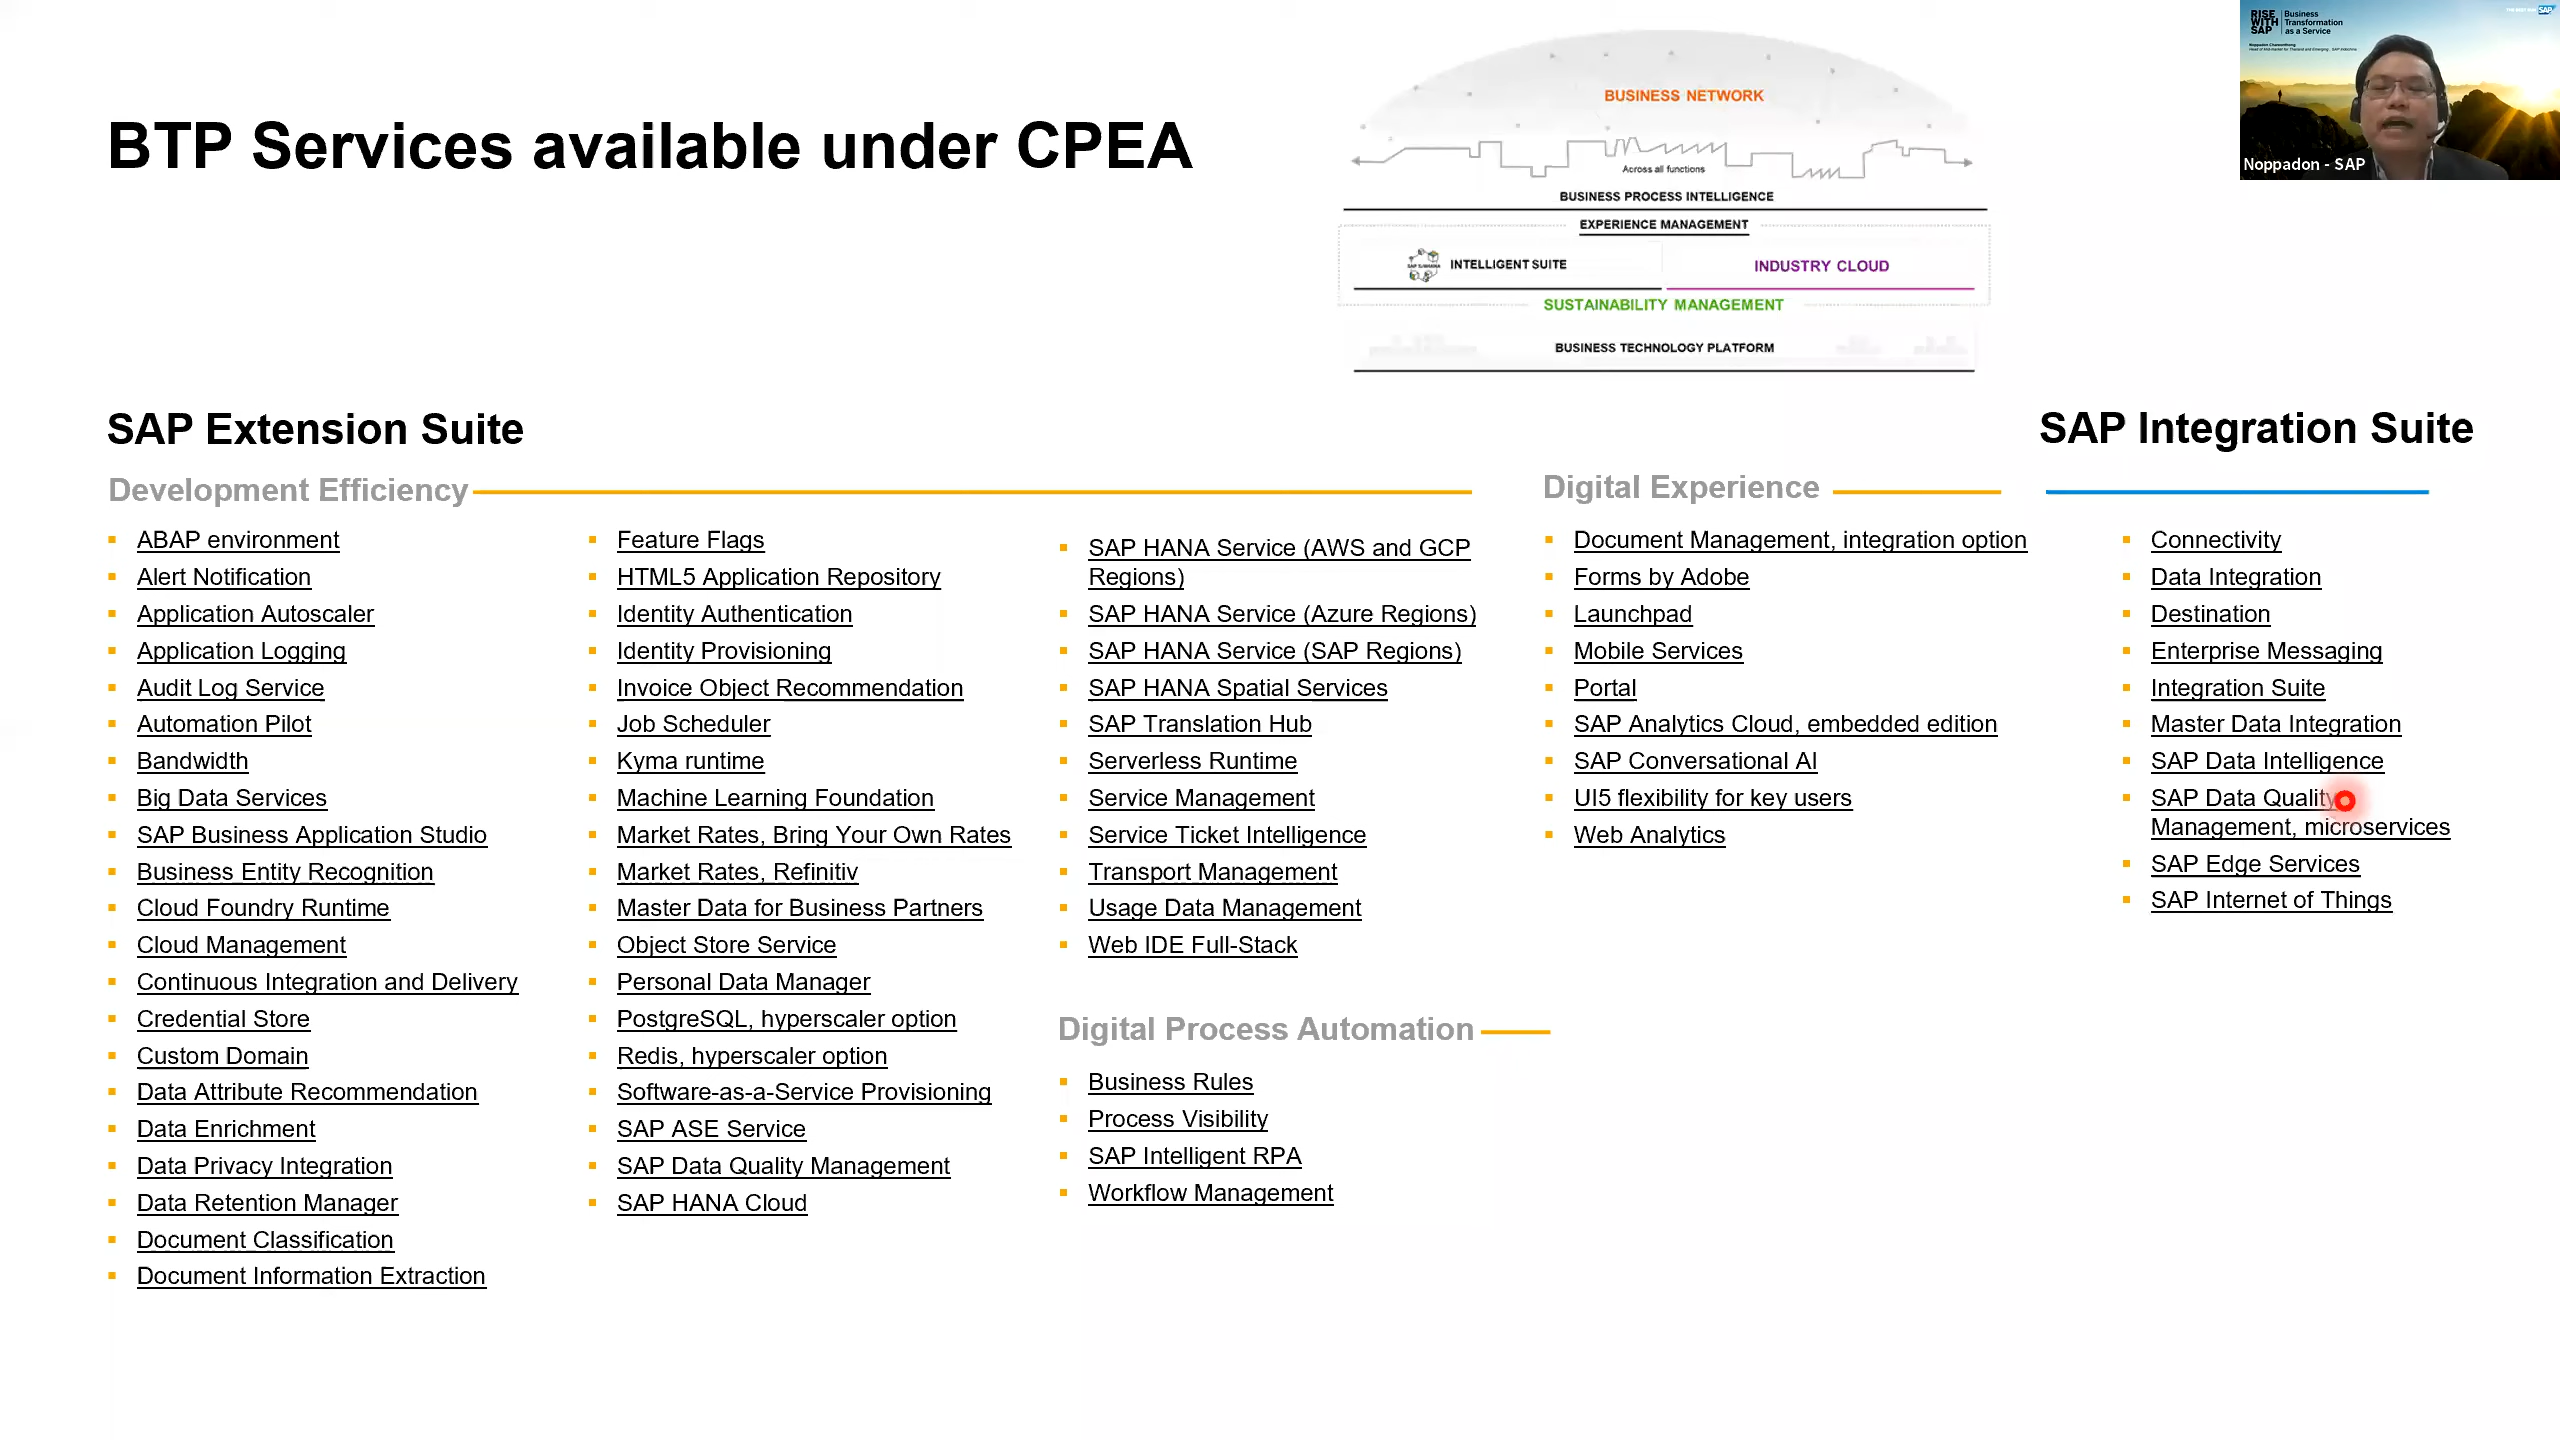 RISE
WITH
SAP
Business
Transformation
as a Service
Noppadon - SAP
BTP Services available under CPEA
BUSINESS NETWORK
Across all functions
BUSINESS PROCESS INTELLIGENCE
EXPERIENCE MANAGEMENT
INTELLIGENT SUITE
INDUSTRY CLOUD
SUSTAINABILITY MANAGEMENT
BUSINESS TECHNOLOGY PLATFORM
SAP Extension Suite
Development Efficiency
ABAP environment
Alert Notification
Application Autoscaler
Application Logging
Audit Log Service
Automation Pilot
Bandwidth
Big Data Services
SAP Business Application Studio
Business Entity Recognition
Cloud Foundry Runtime
Cloud Management
Continuous Integration and Delivery
Credential Store
Custom Domain
Data Attribute Recommendation
Data Enrichment
Data Privacy Integration
Data Retention Manager
Document Classification
Document Information Extraction
Feature Flags
HTML5 Application Repository
Identity Authentication
Identity Provisioning
Invoice Object Recommendation
Job Scheduler
Kyma runtime
Machine Learning Foundation
Market Rates, Bring Your Own Rates
Market Rates, Refinitiv
Master Data for Business Partners
Object Store Service
Personal Data Manager
PostgreSQL, hyperscaler option
Redis, hyperscaler option
Software-as-a-Service Provisioning
SAP ASE Service
SAP Data Quality Management
SAP HANA Cloud
SAP HANA Service (AWS and GCP
Regions)
SAP HANA Service (Azure Regions)
SAP HANA Service (SAP Regions)
SAP HANA Spatial Services
SAP Translation Hub
Serverless Runtime
Service Management
Service Ticket Intelligence
Transport Management
Usage Data Management
Web IDE Full-Stack
Digital Process Automation
Business Rules
Process Visibility
SAP Intelligent RPA
Workflow Management
Digital Experience
Document Management, integration option
Forms by Adobe
Launchpad
Mobile Services
Portal
SAP Analytics Cloud, embedded edition
SAP Conversational AI
UI5 flexibility for key users
Web Analytics
SAP Integration Suite
Connectivity
Data Integration
Destination
Enterprise Messaging
Integration Suite
Master Data Integration
SAP Data Intelligence
SAP Data Quality
Management, microservices
SAP Edge Services
SAP Internet of Things